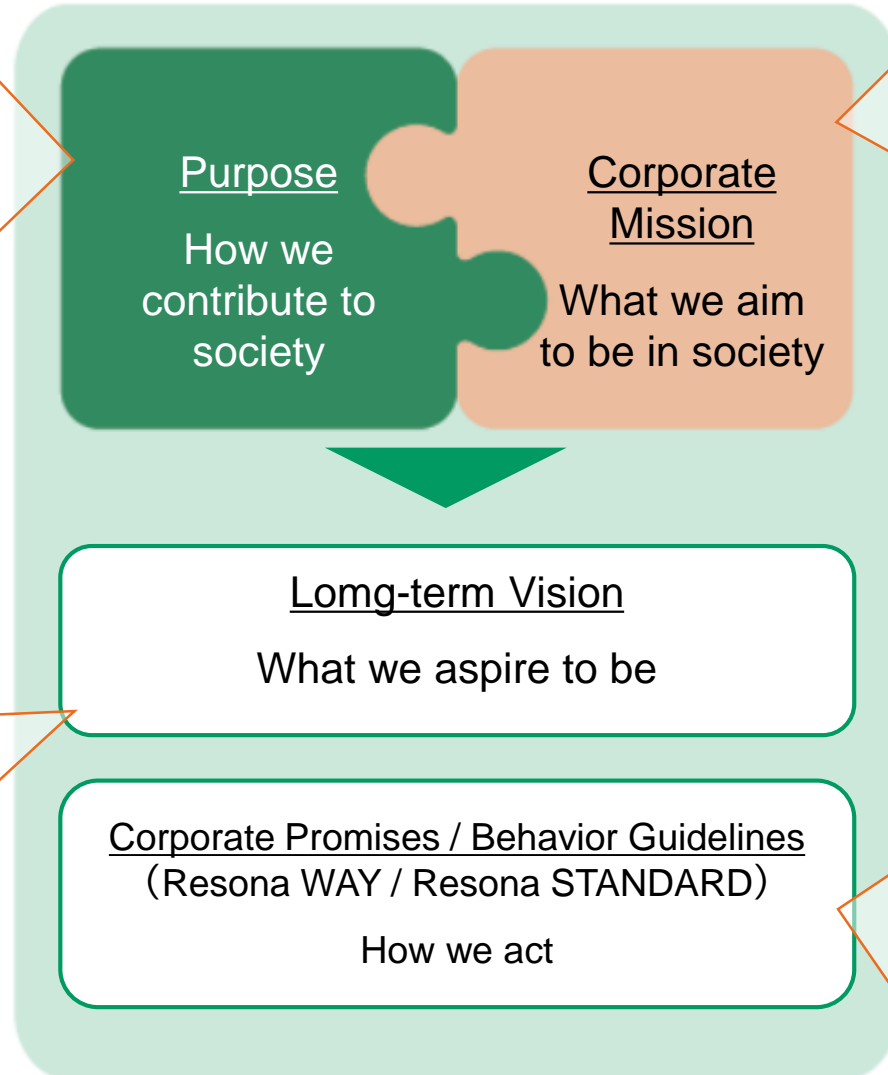 Purpose
How we
contribute to
society
Corporate
Mission
What we aim
to be in society
Lomg-term Vision
What we aspire to be
Corporate Promises / Behavior Guidelines
（Resona WAY / Resona STANDARD）
How we act